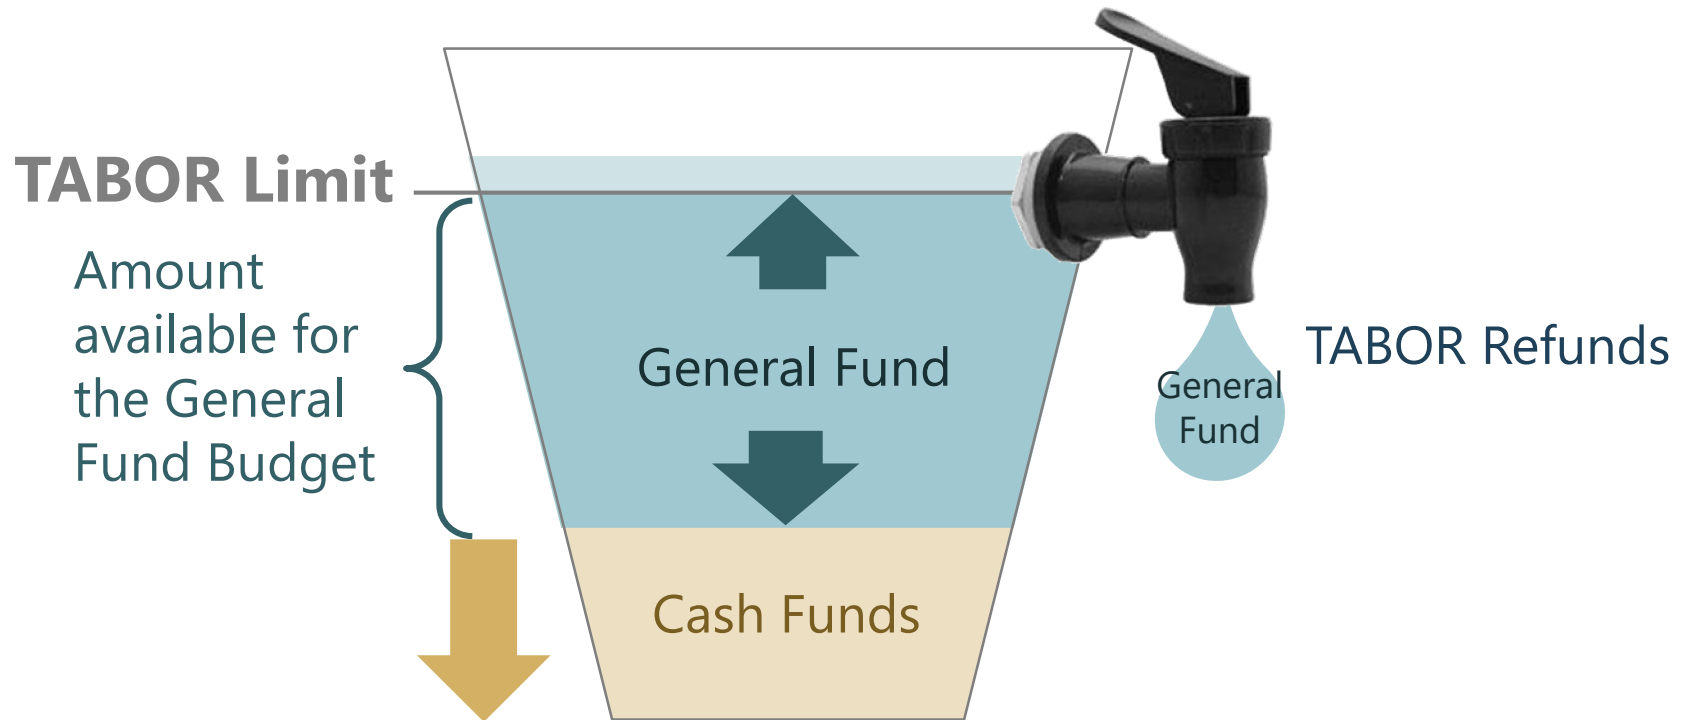 TABOR Limit
Amount
available for
the General
Fund Budget
General Fund
Cash Funds
TABOR Refunds
General
Fund